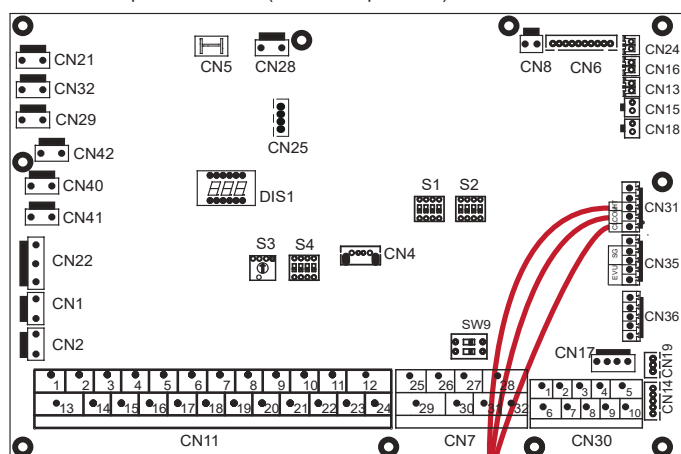 CN21
CN5
CN28
CN8
CN6
CN24
CN16
CN13
CN15
CN18
CN32
CN29
CN25
CN42
CN40
DIS1
S1
S2
CN41
CN31
S3
S4
CN4
SG
EVU
CN35
CN22
CN1
CN36
CN2
SW9
CN17
CN19
CN14
1 2 3 4 5 6 7 8 9 10 11 12
13 14 15 16 17 18 19 20 21 22 23 24
CN11
25 26 27 28
29 30 31 32
CN7
1 2 3 4 5
6 7 8 9 10
CN30